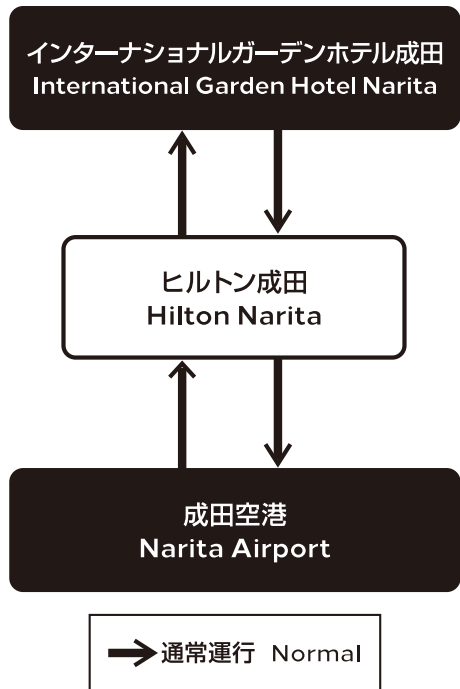 インターナショナルガーデンホテル成田
International Garden Hotel Narita
ヒルトン成田
Hilton Narita
成田空港
Narita Airport
通常運行 Normal